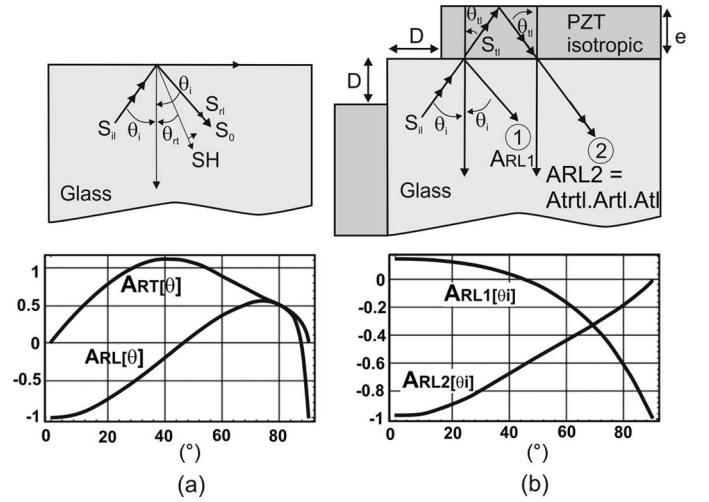 θi
Sil
θi
θrt
Srl
S0
SH
Glass
1
0.5
0
-0.5
-1
ART[θ]
ARL[θ]
0 20 40 60 80
(°)
(a)
θtl
θtl
Stl
PZT
isotropic
e
D
D
Sil
θi
θi
1
ARL1
2
ARL2 =
Atrtl.Artl.Atl
Glass
0
-0.2
-0.4
-0.6
-0.8
-1
ARL1[θi]
ARL2[θi]
0 20 40 60 80
(°)
(b)